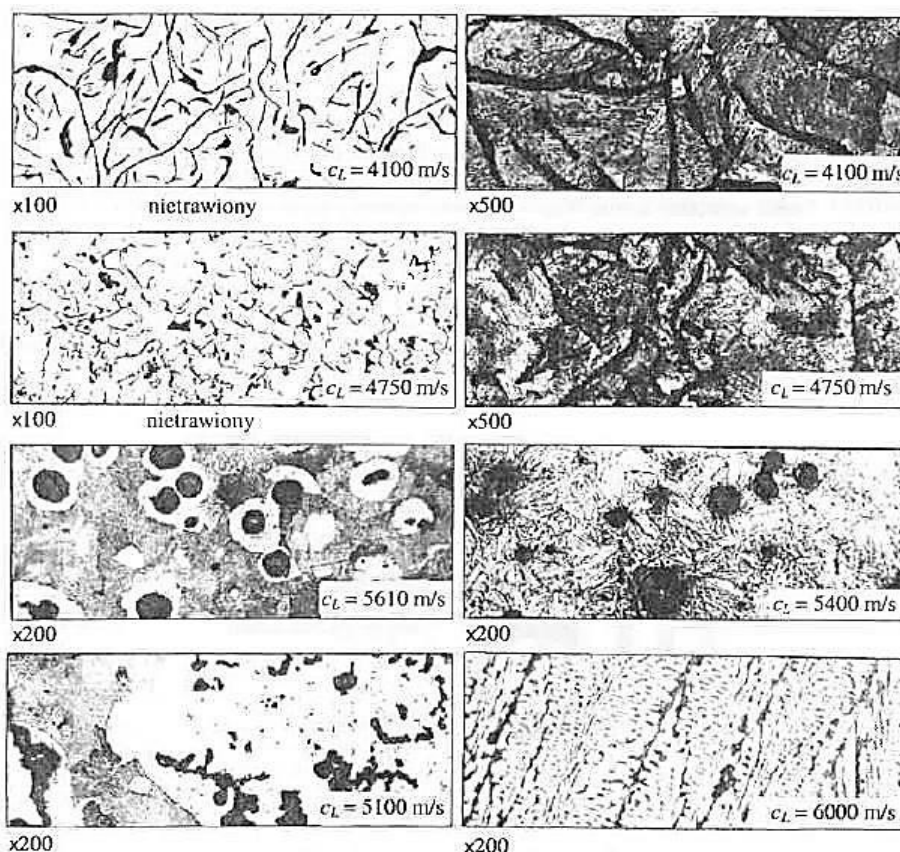 c_L = 4100 m/s
c_L = 4100 m/s
x100 nietrawiony
x500
c_L = 4750 m/s
c_L = 4750 m/s
x100 nietrawiony
x500
c_L = 5610 m/s
c_L = 5400 m/s
x200
x200
c_L = 5100 m/s
c_L = 6000 m/s
x200
x200